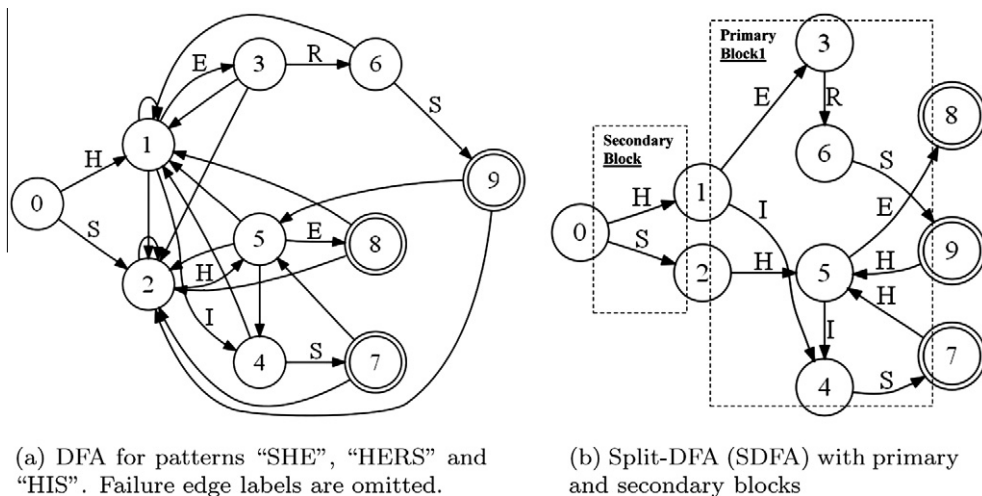 E
3
R
6
S
1
H
0
S
9
5
E
8
2
H
I
4
S
7
Primary
Block1
3
E
R
8
Secondary
Block
6
S
1
E
H
I
0
S
9
2
H
5
H
H
I
7
4
S
(a) DFA for patterns “SHE”, “HERS” and
“HIS”. Failure edge labels are omitted.
(b) Split-DFA (SDFA) with primary
and secondary blocks